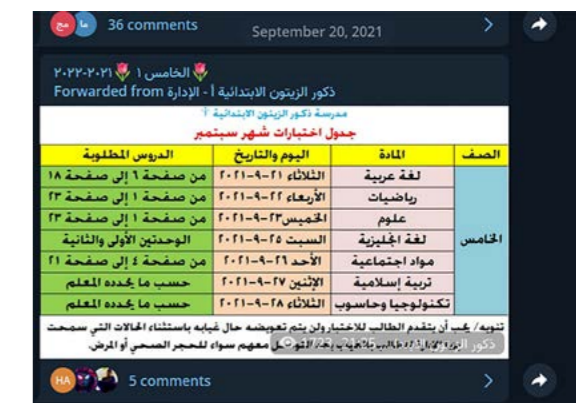 36 comments
September 20, 2021
🌷 الخامس ١ 🌷 ٢٠٢١-٢٠٢٢
Forwarded from ذكور الزيتون الابتدائية أ - الإدارة
مدرسة ذكور الزيتون الابتدائية أ
جدول اختبارات شهر سبتمبر
الصف المادة اليوم والتاريخ الدروس المطلوبة
الخامس
لغة عربية الثلاثاء ٢١-٩-٢٠٢١ من صفحة ٦ إلى صفحة ١٨
رياضيات الأربعاء ٢٢-٩-٢٠٢١ من صفحة ١ إلى صفحة ٢٣
علوم الخميس ٢٣-٩-٢٠٢١ من صفحة ١ إلى صفحة ٢٣
لغة انجليزية السبت ٢٥-٩-٢٠٢١ الوحدتين الأولى والثانية
مواد اجتماعية الأحد ٢٦-٩-٢٠٢١ من صفحة ٤ إلى صفحة ٢١
تربية إسلامية الإثنين ٢٧-٩-٢٠٢١ حسب ما يحدده المعلم
تكنولوجيا وحاسوب الثلاثاء ٢٨-٩-٢٠٢١ حسب ما يحدده المعلم
تنويه/ يجب أن يتقدم الطالب للاختبار ولن يتم تعويضه حال غيابه باستثناء الحالات التي سمحت
معهم سواء للحجر الصحي أو المرض.
HA
5 comments